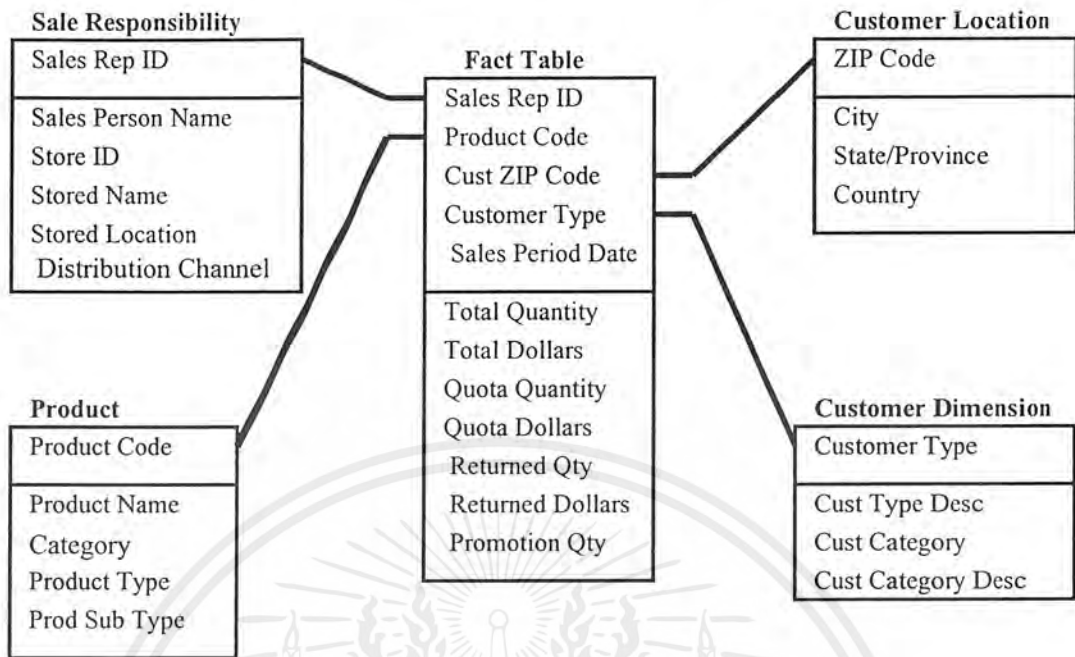 Sale Responsibility
Sales Rep ID
Sales Person Name
Store ID
Stored Name
Stored Location
Distribution Channel
Product
Product Code
Product Name
Category
Product Type
Prod Sub Type
Fact Table
Sales Rep ID
Product Code
Cust ZIP Code
Customer Type
Sales Period Date
Total Quantity
Total Dollars
Quota Quantity
Quota Dollars
Returned Qty
Returned Dollars
Promotion Qty
Customer Location
ZIP Code
City
State/Province
Country
Customer Dimension
Customer Type
Cust Type Desc
Cust Category
Cust Category Desc